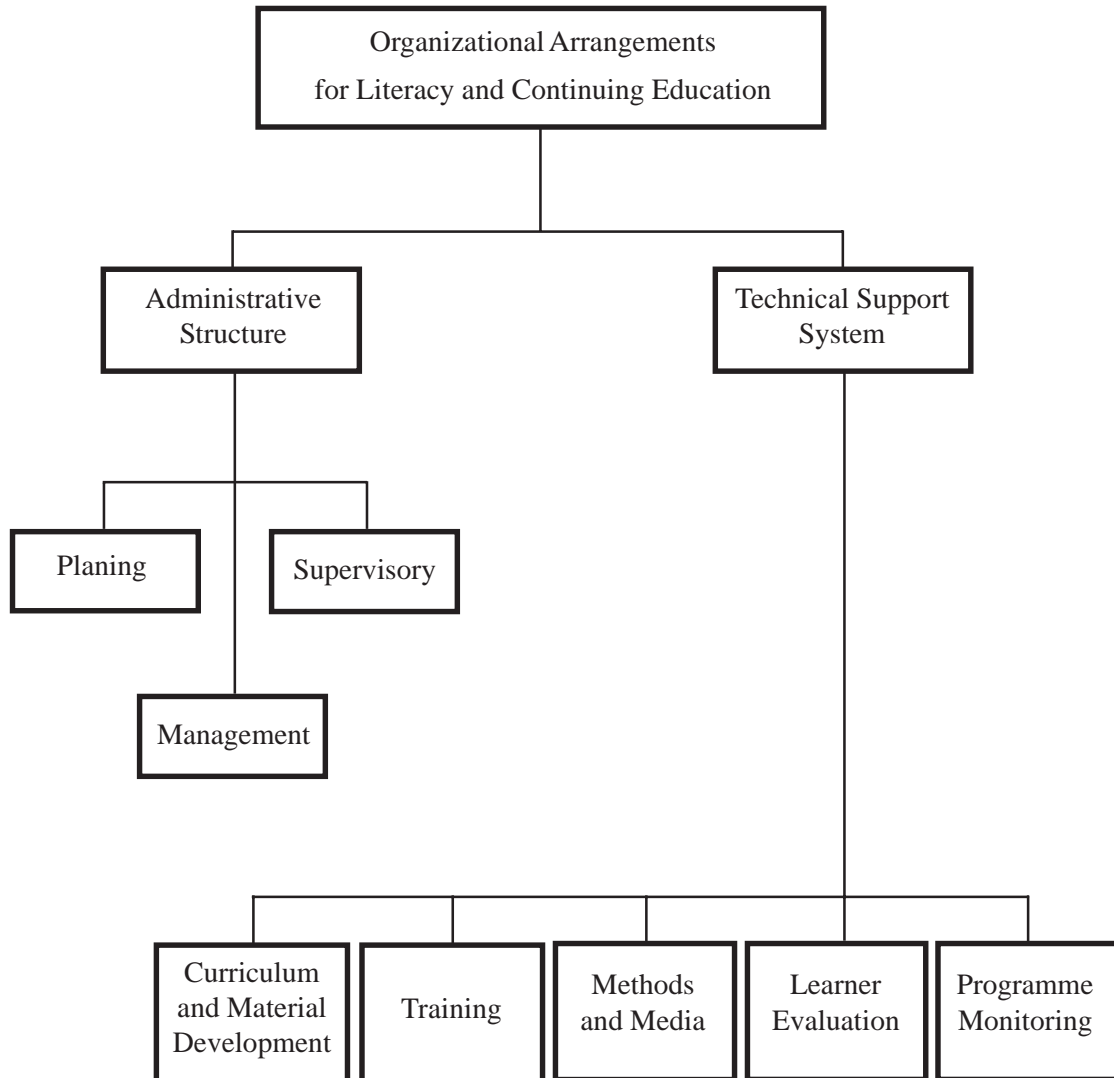 Organizational Arrangements
for Literacy and Continuing Education
Administrative
Structure
Technical Support
System
Planing
Supervisory
Management
Curriculum
and Material
Development
Training
Methods
and Media
Learner
Evaluation
Programme
Monitoring